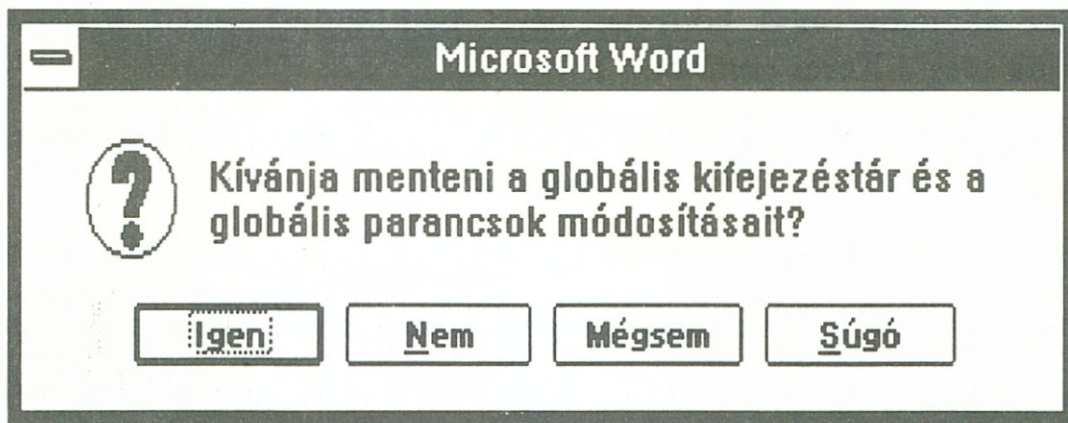 Microsoft Word
Kívánja menteni a globális kifejezéstár és a
globális parancsok módosításait?
Igen Nem Mégsem Súgó